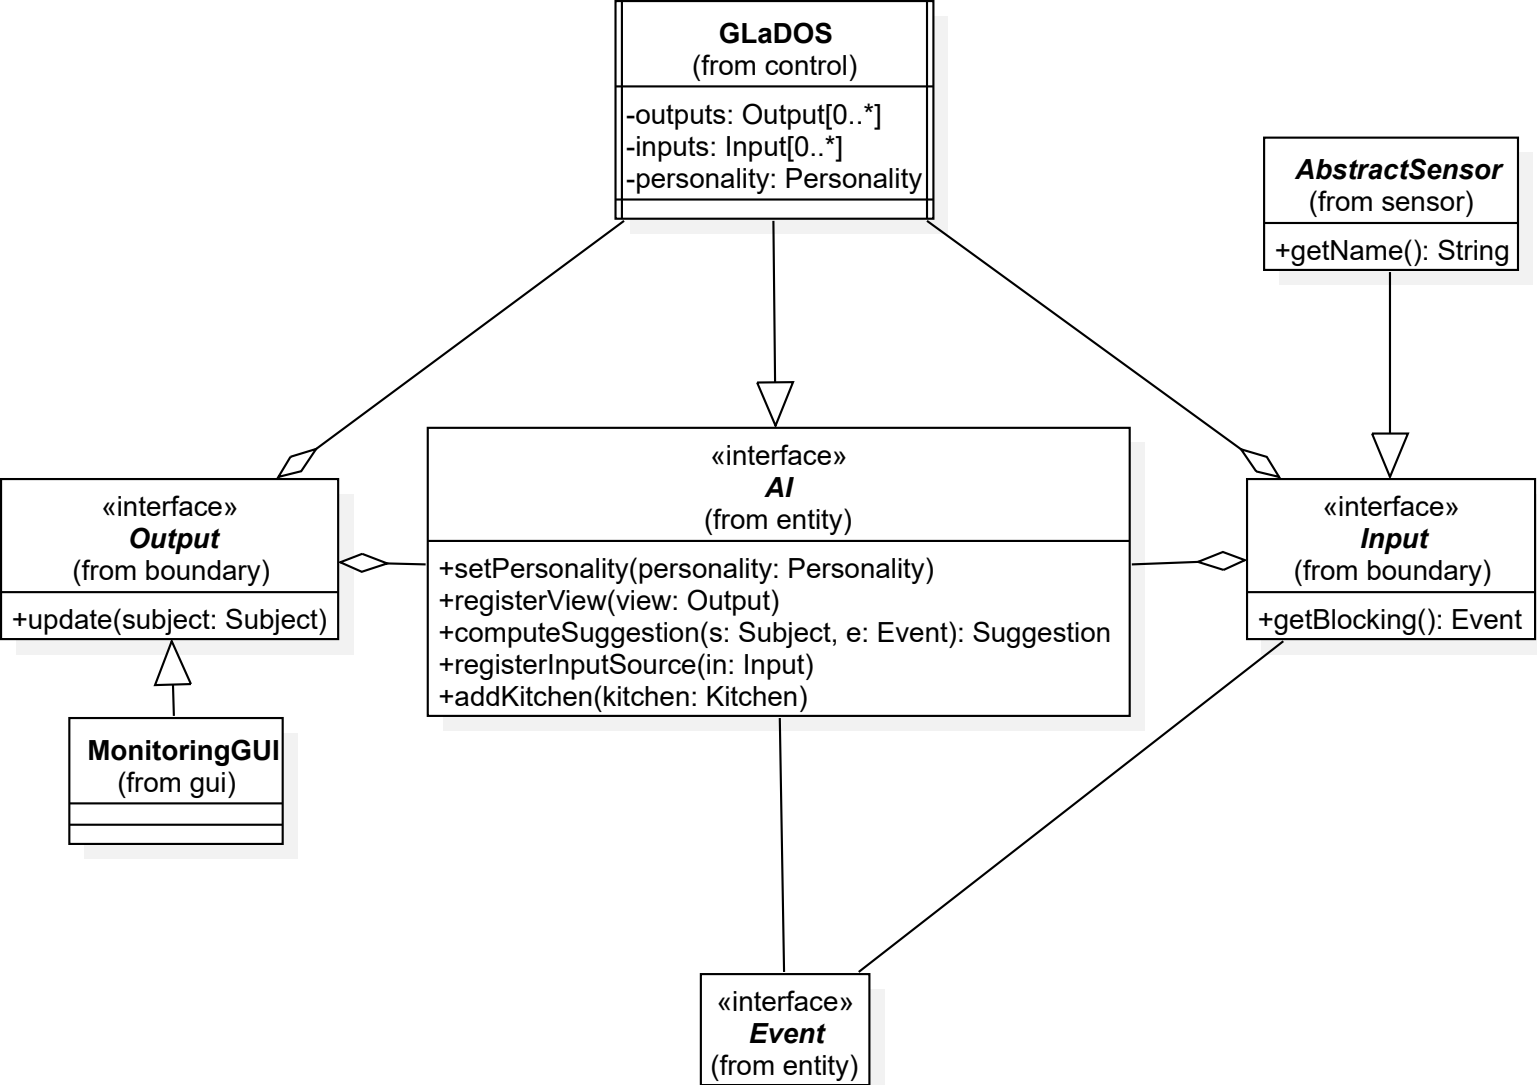 GLaDOS
(from control)
-outputs: Output[0..*]
-inputs: Input[0..*]
-personality: Personality
AbstractSensor
(from sensor)
+getName(): String
«interface»
Output
(from boundary)
+update(subject: Subject)
«interface»
AI
(from entity)
+setPersonality(personality: Personality)
+registerView(view: Output)
+computeSuggestion(s: Subject, e: Event): Suggestion
+registerInputSource(in: Input)
+addKitchen(kitchen: Kitchen)
«interface»
Input
(from boundary)
+getBlocking(): Event
MonitoringGUI
(from gui)
«interface»
Event
(from entity)